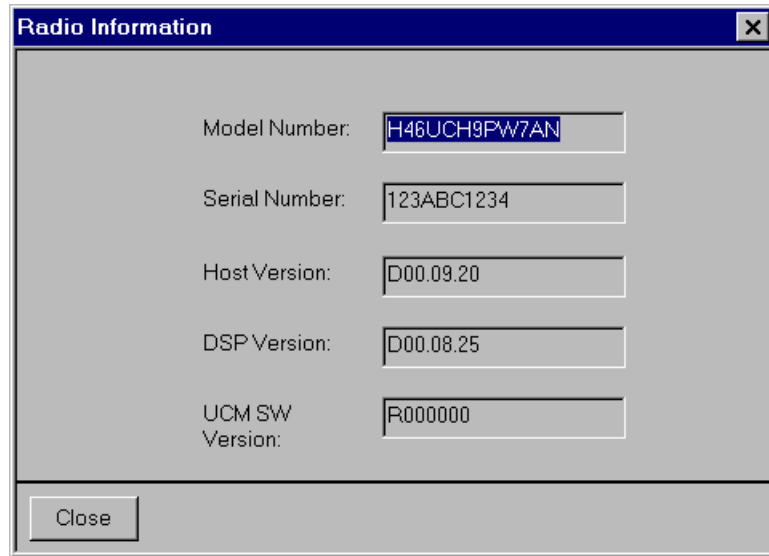 Radio Information
Model Number: H46UCH9PW7AN
Serial Number: 123ABC1234
Host Version: D00.09.20
DSP Version: D00.08.25
UCM SW R000000
Version:
Close